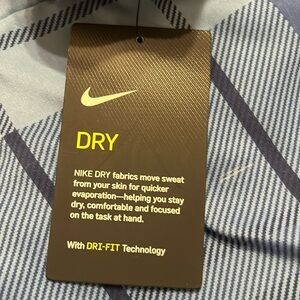 DRY
NIKE DRY fabrics move sweat
from your skin for quicker
evaporation—helping you stay
dry, comfortable and focused
on the task at hand.
With DRI-FIT Technology